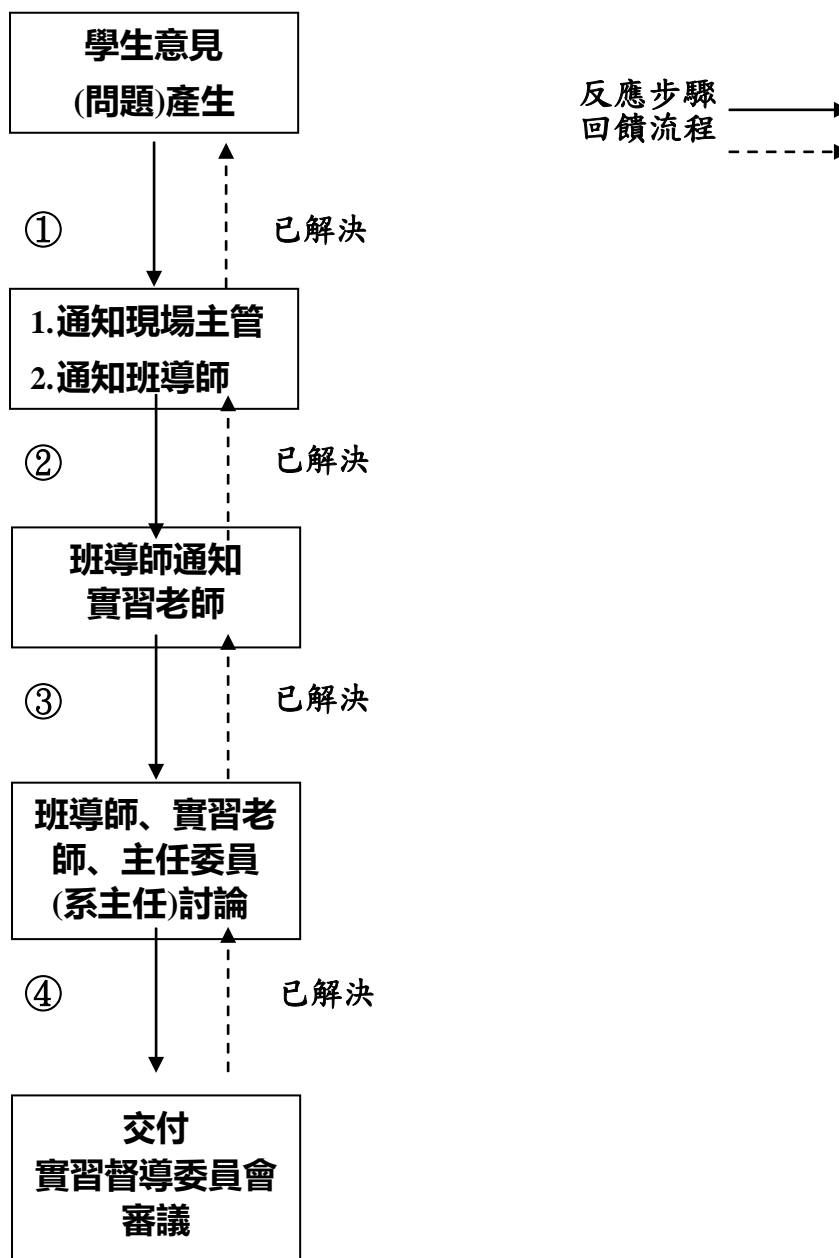 學生意見
(問題)產生
反應步驟
回饋流程
①
已解決
1.通知現場主管
2.通知班導師
②
已解決
班導師通知
實習老師
③
已解決
班導師、實習老
師、主任委員
(系主任)討論
④
已解決
交付
實習督導委員會
審議